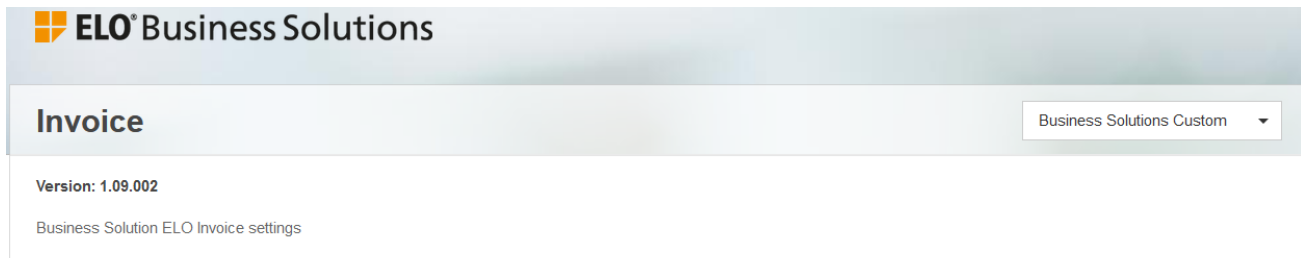 ELO® Business Solutions
Invoice
Business Solutions Custom
Version: 1.09.002
Business Solution ELO Invoice settings